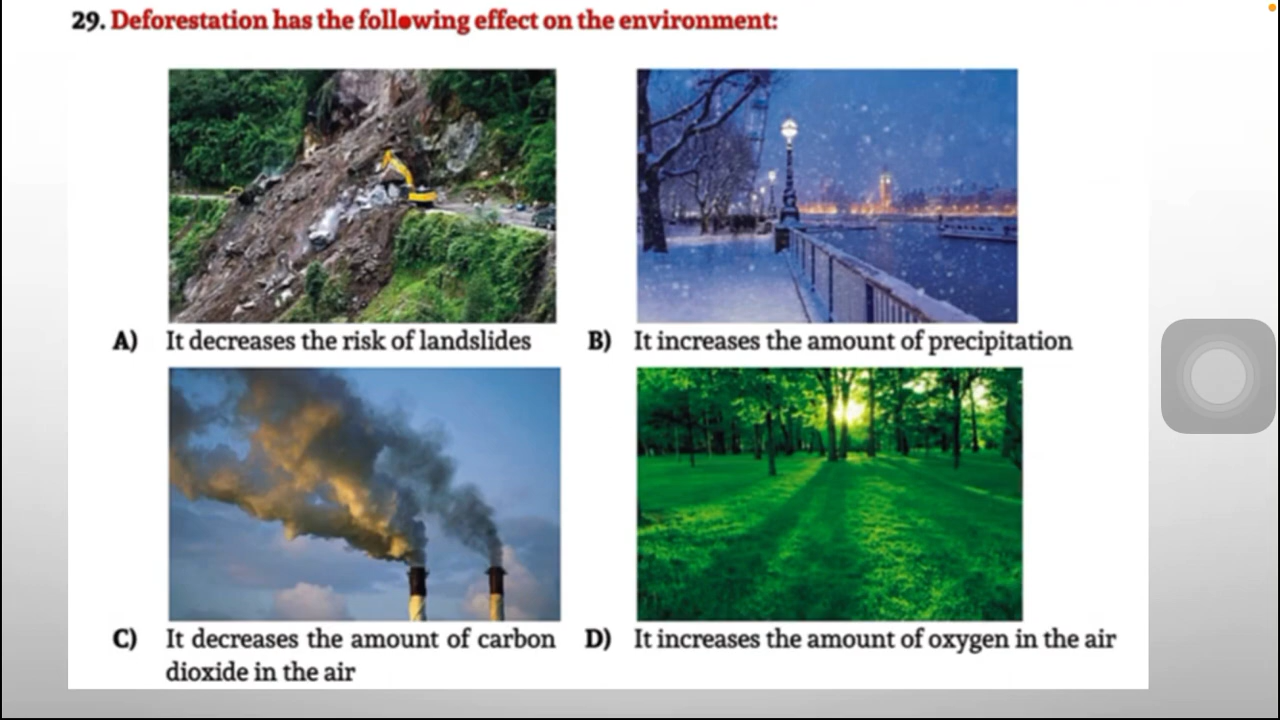 29. Deforestation has the following effect on the environment:
A) It decreases the risk of landslides
B) It increases the amount of precipitation
C) It decreases the amount of carbon
dioxide in the air
D) It increases the amount of oxygen in the air